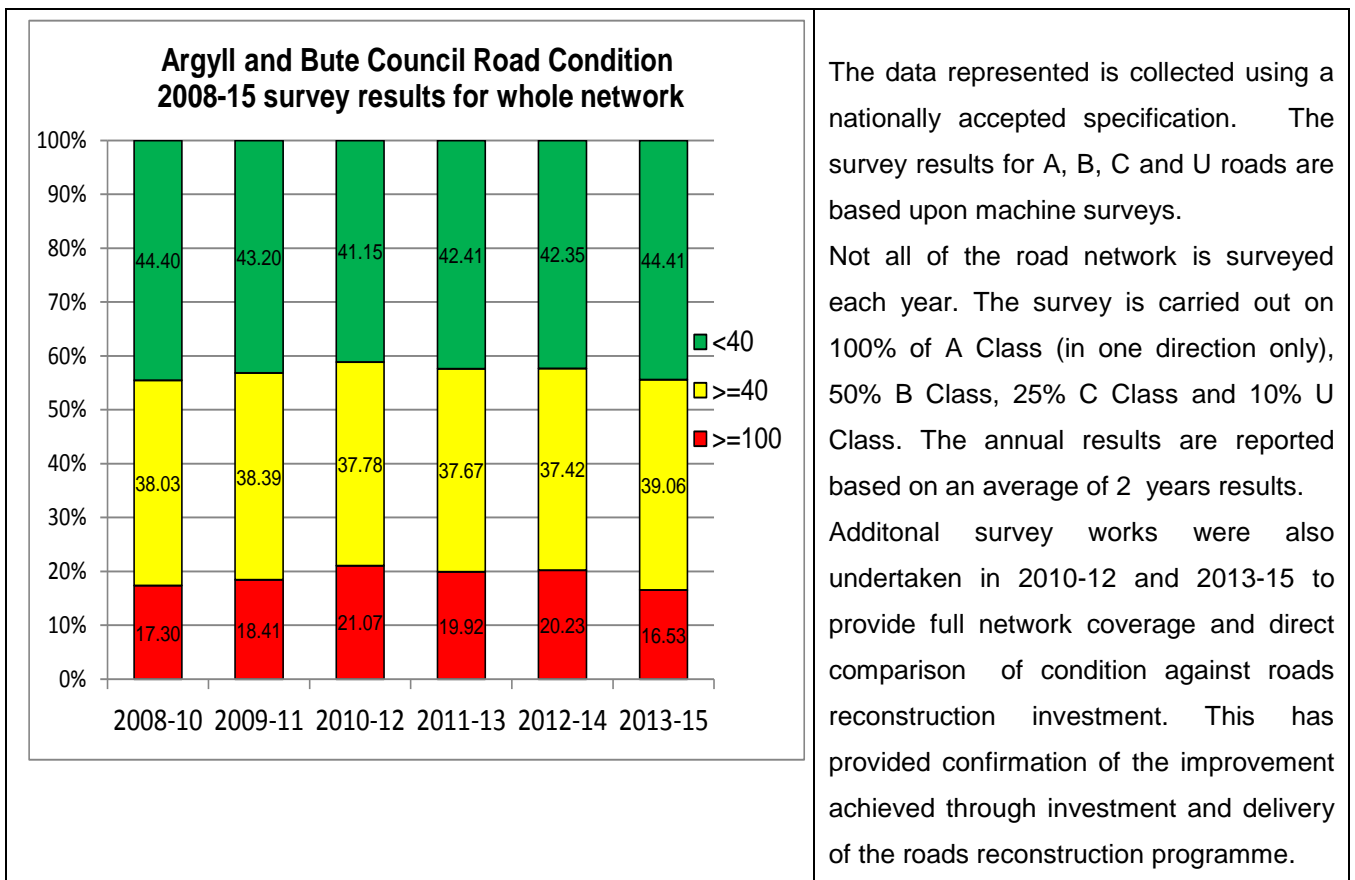 Argyll and Bute Council Road Condition
2008-15 survey results for whole network
100%
90%
80%
70%
60%
50%
40%
30%
20%
10%
0%
44.40
43.20
41.15
42.41
42.35
44.41
38.03
38.39
37.78
37.67
37.42
39.06
17.30
18.41
21.07
19.92
20.23
16.53
<40
>=40
>=100
2008-10 2009-11 2010-12 2011-13 2012-14 2013-15
The data represented is collected using a
nationally accepted specification. The
survey results for A, B, C and U roads are
based upon machine surveys.
Not all of the road network is surveyed
each year. The survey is carried out on
100% of A Class (in one direction only),
50% B Class, 25% C Class and 10% U
Class. The annual results are reported
based on an average of 2 years results.
Additonal survey works were also
undertaken in 2010-12 and 2013-15 to
provide full network coverage and direct
comparison of condition against roads
reconstruction investment. This has
provided confirmation of the improvement
achieved through investment and delivery
of the roads reconstruction programme.